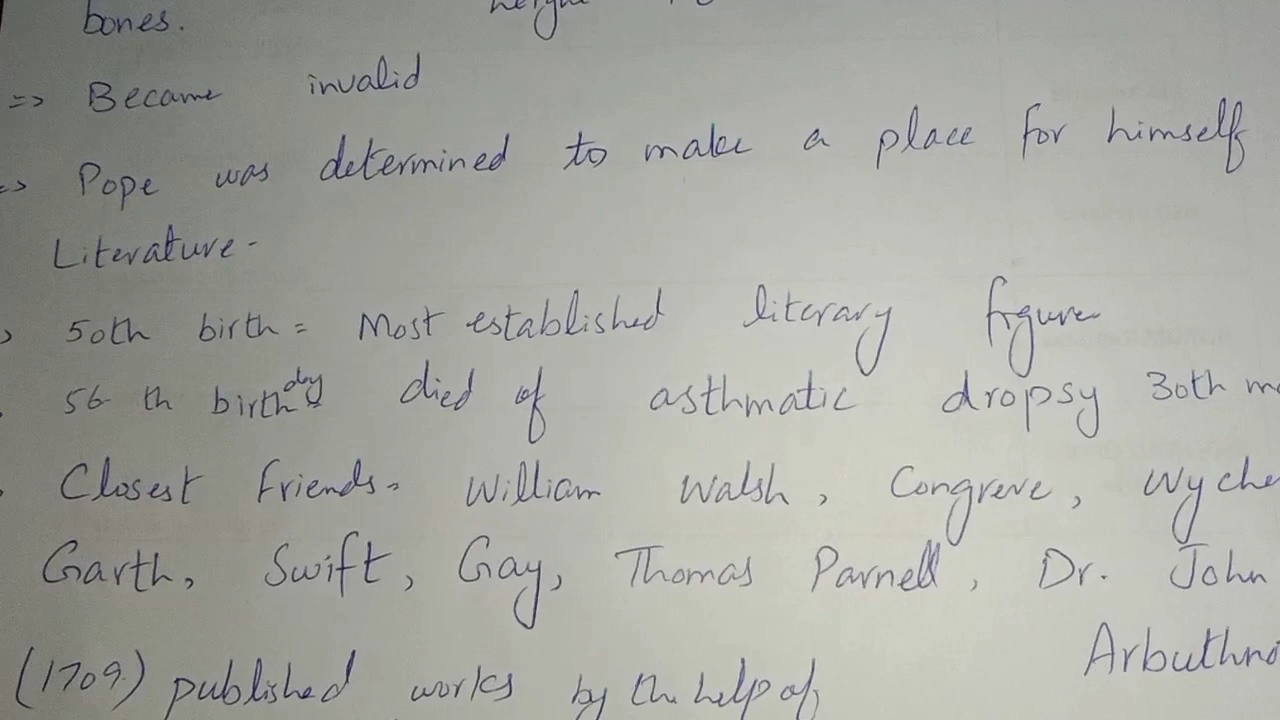 bones. height
=> Became invalid
=> Pope was determined to make a place for himself
Literature -
50th birth = Most established literary figure
56 th birthday died of asthmatic dropsy 30th
Closest friends - William Walsh, Congreve, Wyche
Garth, Swift, Gay, Thomas Parnell, Dr. John
Arbuthno
(1709) published works by the help of